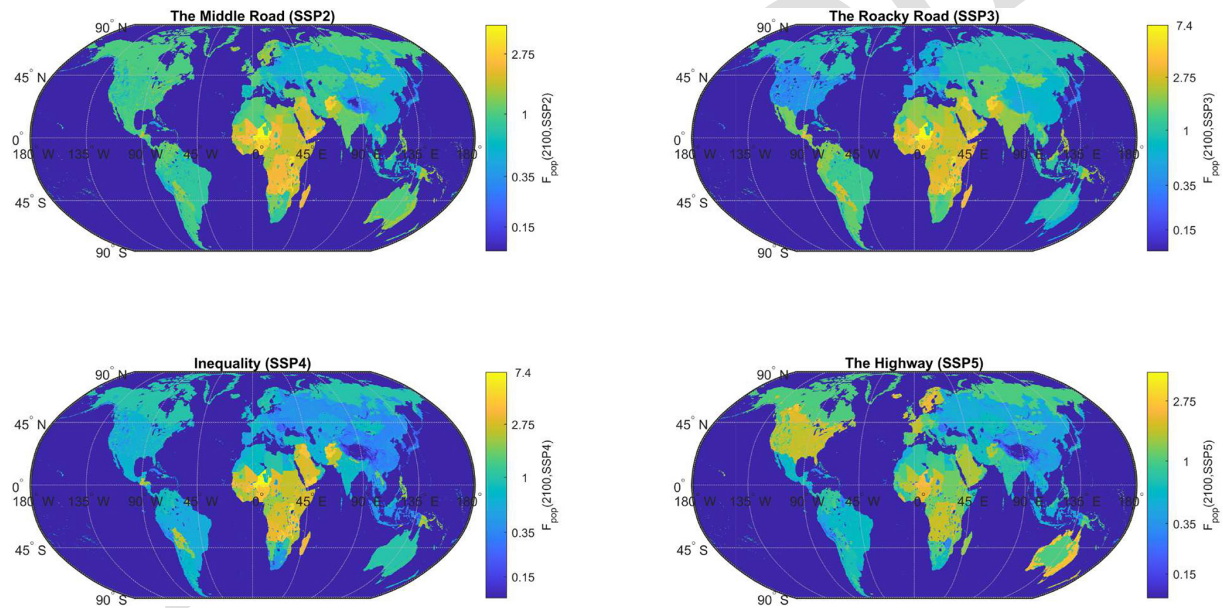 The Middle Road (SSP2)
90° N
45° N
0°
180° W 135° W 90° W 45° W 0° 45° E 90° E 135° E 180°
45° S
90° S
2.75
1
0.35
0.15
F_pop(2100,SSP2)
The Roacky Road (SSP3)
90° N
45° N
0°
180° W 135° W 90° W 45° W 0° 45° E 90° E 135° E 180°
45° S
90° S
7.4
2.75
1
0.35
0.15
F_pop(2100,SSP3)
Inequality (SSP4)
90° N
45° N
0°
180° W 135° W 90° W 45° W 0° 45° E 90° E 135° E 180°
45° S
90° S
7.4
2.75
1
0.35
0.15
F_pop(2100,SSP4)
The Highway (SSP5)
90° N
45° N
0°
180° W 135° W 90° W 45° W 0° 45° E 90° E 135° E 180°
45° S
90° S
2.75
1
0.35
0.15
F_pop(2100,SSP5)